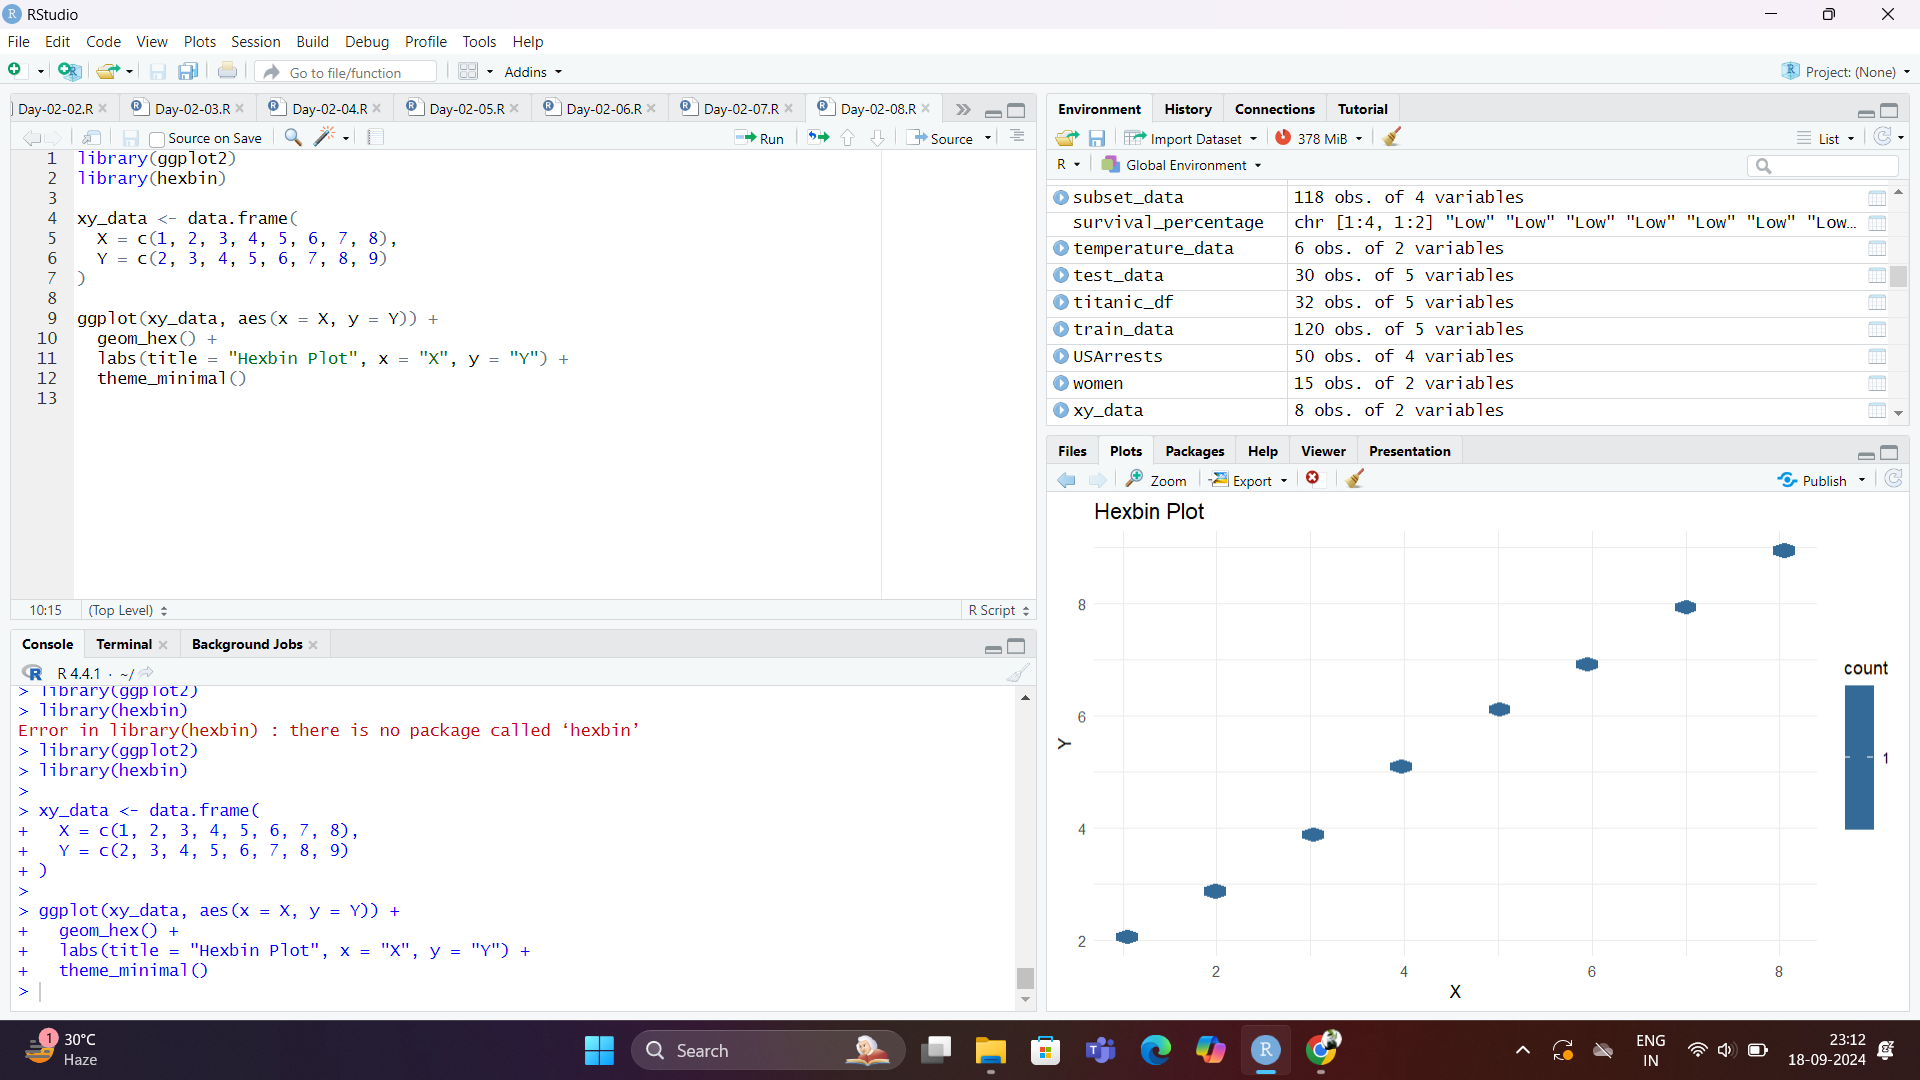 RStudio
File Edit Code View Plots Session Build Debug Profile Tools Help
Go to file/function Addins Project: (None)
Day-02-02.R Day-02-03.R Day-02-04.R Day-02-05.R Day-02-06.R Day-02-07.R Day-02-08.R
Source on Save Run Source
1 library(ggplot2)
2 library(hexbin)
3
4 xy_data <- data.frame(
5   X = c(1, 2, 3, 4, 5, 6, 7, 8),
6   Y = c(2, 3, 4, 5, 6, 7, 8, 9)
7 )
8
9 ggplot(xy_data, aes(x = X, y = Y)) +
10   geom_hex() +
11   labs(title = "Hexbin Plot", x = "X", y = "Y") +
12   theme_minimal()
13
10:15 (Top Level) R Script
Console Terminal Background Jobs
R R 4.4.1 · ~/
> library(ggplot2)
> library(hexbin)
Error in library(hexbin) : there is no package called ‘hexbin’
> library(ggplot2)
> library(hexbin)
>
> xy_data <- data.frame(
+   X = c(1, 2, 3, 4, 5, 6, 7, 8),
+   Y = c(2, 3, 4, 5, 6, 7, 8, 9)
+ )
>
> ggplot(xy_data, aes(x = X, y = Y)) +
+   geom_hex() +
+   labs(title = "Hexbin Plot", x = "X", y = "Y") +
+   theme_minimal()
>
Environment History Connections Tutorial
Import Dataset 378 MiB List
R Global Environment
subset_data 118 obs. of 4 variables
survival_percentage chr [1:4, 1:2] "Low" "Low" "Low" "Low" "Low" "Low" "Low…
temperature_data 6 obs. of 2 variables
test_data 30 obs. of 5 variables
titanic_df 32 obs. of 5 variables
train_data 120 obs. of 5 variables
USArrests 50 obs. of 4 variables
women 15 obs. of 2 variables
xy_data 8 obs. of 2 variables
Files Plots Packages Help Viewer Presentation
Zoom Export Publish
Hexbin Plot
8
6
4
2
Y
2 4 6 8
X
count
1
1 30°C
Haze
Search
ENG
IN
23:12
18-09-2024